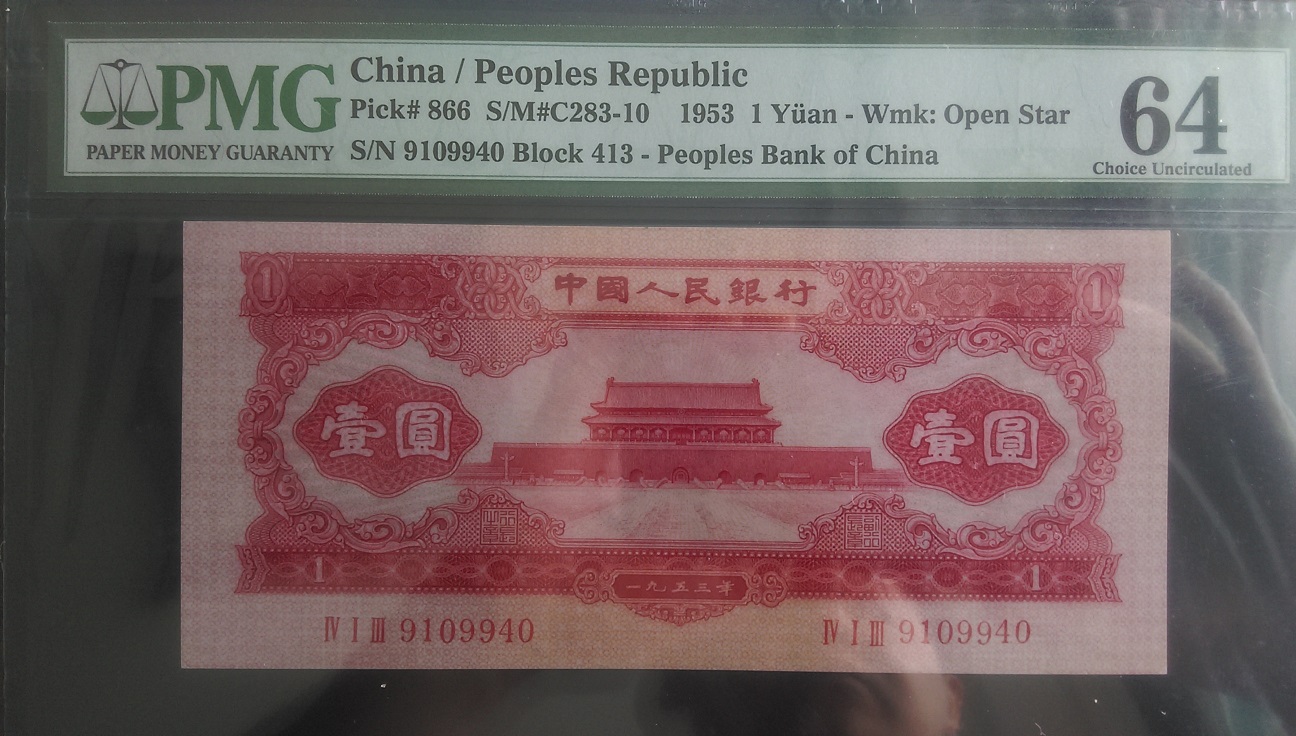 PMG
PAPER MONEY GUARANTY
China / Peoples Republic
Pick# 866 S/M#C283-10 1953 1 Yüan - Wmk: Open Star
S/N 9109940 Block 413 - Peoples Bank of China
64
Choice Uncirculated
1 中國人民銀行 1
壹圓 壹圓
1 一九五三年 1
IV I III 9109940 IV I III 9109940